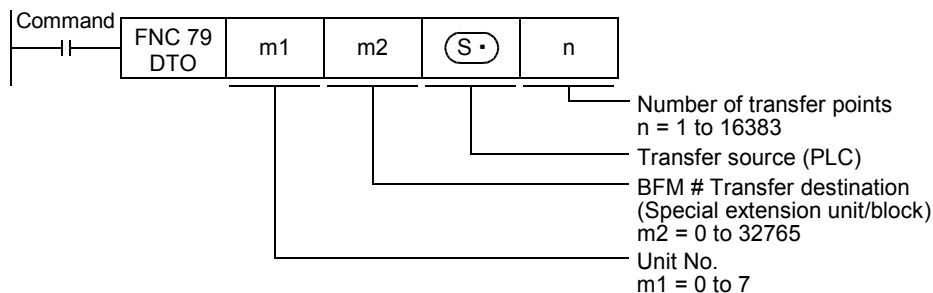 Command
FNC 79
DTO
m1
m2
S·
n
Number of transfer points
n = 1 to 16383
Transfer source (PLC)
BFM # Transfer destination
(Special extension unit/block)
m2 = 0 to 32765
Unit No.
m1 = 0 to 7